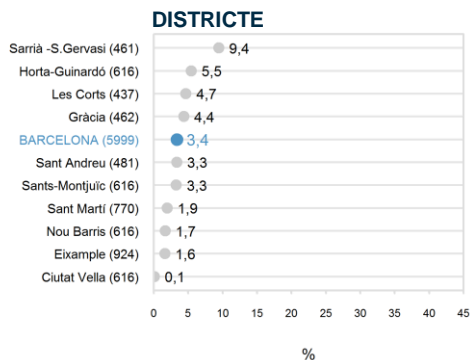 DISTRICTE
Sarrià -S.Gervasi (461) 9,4
Horta-Guinardó (616) 5,5
Les Corts (437) 4,7
Gràcia (462) 4,4
BARCELONA (5999) 3,4
Sant Andreu (481) 3,3
Sants-Montjuïc (616) 3,3
Sant Martí (770) 1,9
Nou Barris (616) 1,7
Eixample (924) 1,6
Ciutat Vella (616) 0,1
0 5 10 15 20 25 30 35 40 45
%